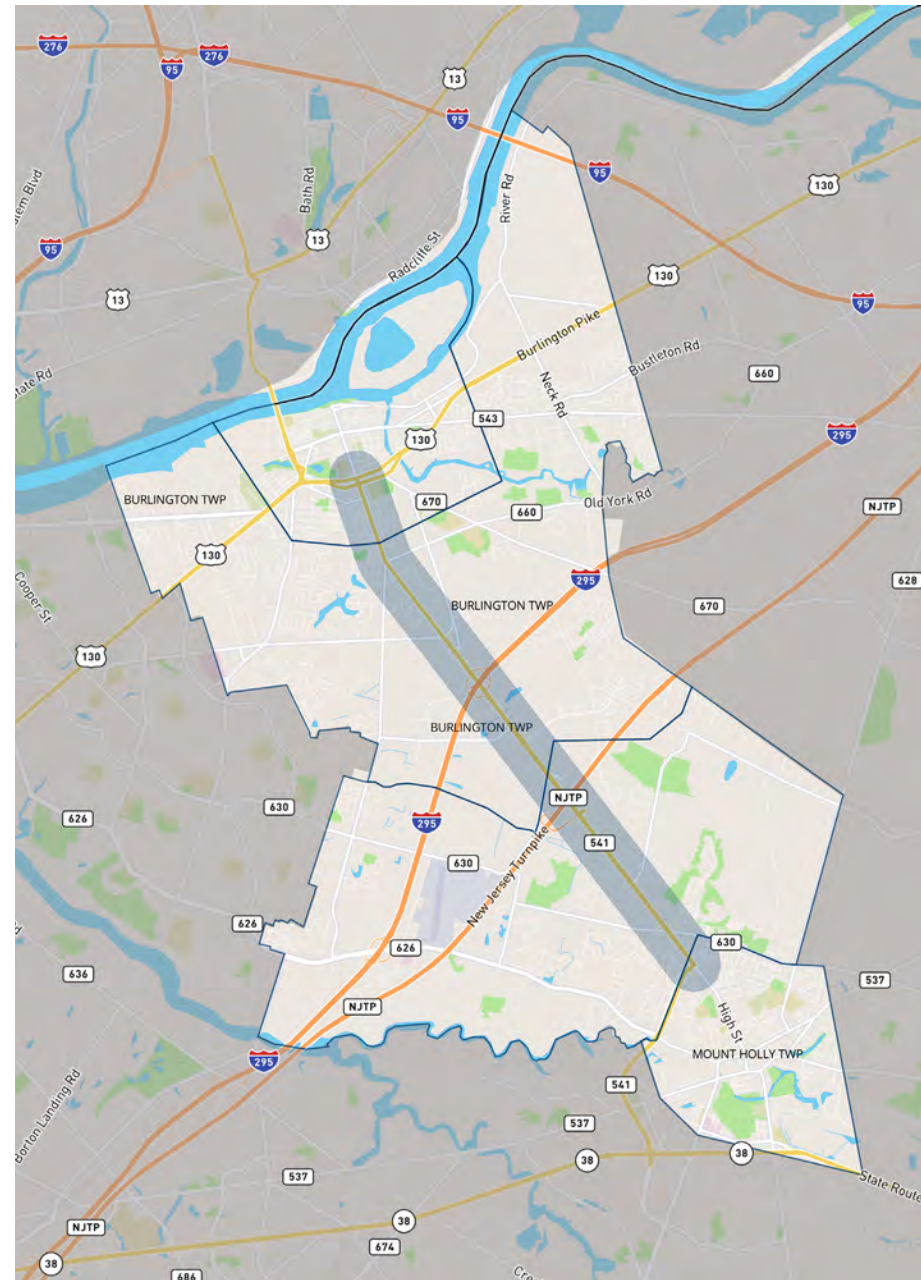 276
276
95
13
95
Bath Rd
River Rd
95
130
13
Radcliffe St
95
130
13
95
Burlington Pike
Bustleton Rd
660
Neck Rd
543
130
295
BURLINGTON TWP
670
660
Old York Rd
NJTP
130
295
628
Cooper St
BURLINGTON TWP
670
130
BURLINGTON TWP
NJTP
630
626
295
541
630
New Jersey Turnpike
626
630
626
636
537
NJTP
High St
295
MOUNT HOLLY TWP
541
Borton Landing Rd
537
38
38
537
State Route
38
NJTP
674
38
686